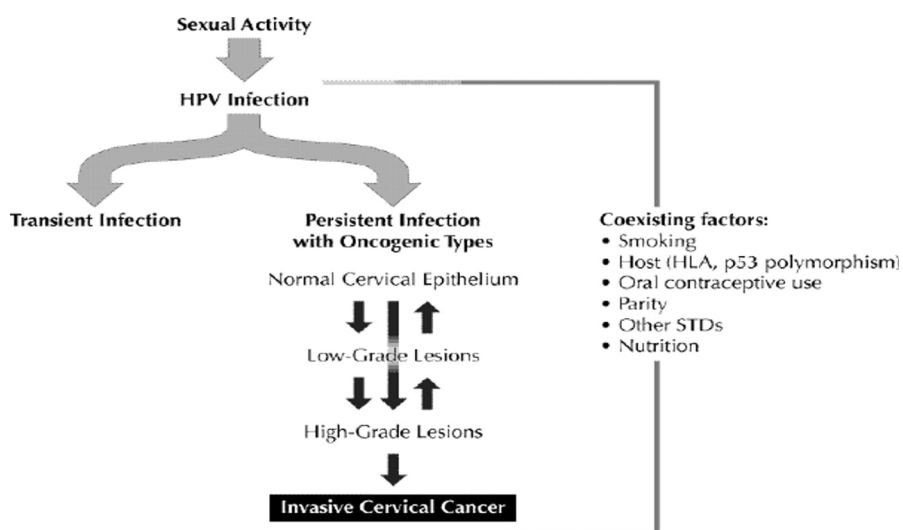 Sexual Activity
HPV Infection
Transient Infection
Persistent Infection
with Oncogenic Types
Normal Cervical Epithelium
Low-Grade Lesions
High-Grade Lesions
Invasive Cervical Cancer
Coexisting factors:
• Smoking
• Host (HLA, p53 polymorphism)
• Oral contraceptive use
• Parity
• Other STDs
• Nutrition